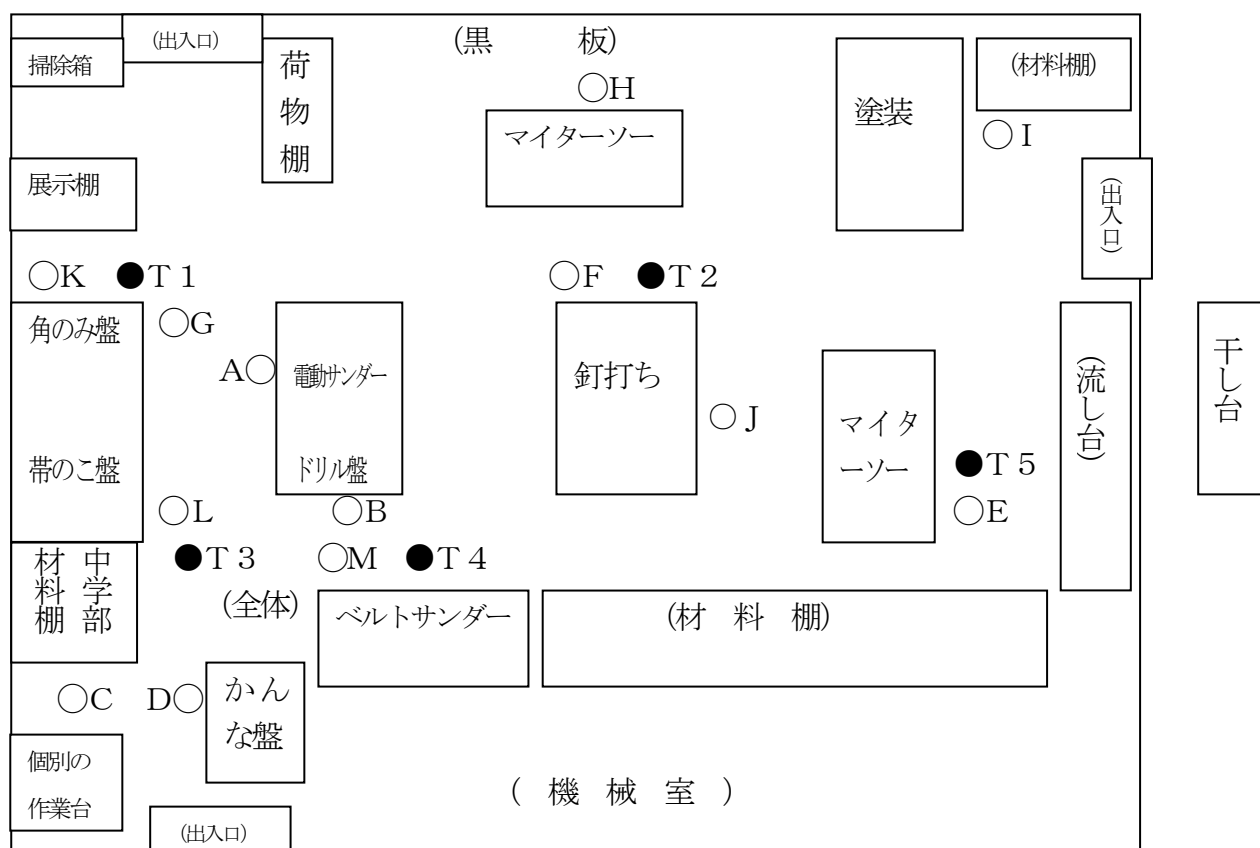 (出入口)
(黒　　板)
掃除箱
荷物棚
○H
マイターソー
塗装
(材料棚)
○I
展示棚
(出入口)
○K ●T１
○F ●T２
角のみ盤
○G
A○
電動サンダー
釘打ち
○J
マイタ
ーソー
(流し台)
干し台
帯のこ盤
ドリル盤
●T５
○L
○B
○E
●T３
○M ●T４
中学部
材料棚
(全体)
ベルトサンダー
(材　料　棚)
○C D○
かん
な盤
個別の
作業台
(　機　械　室　)
(出入口)